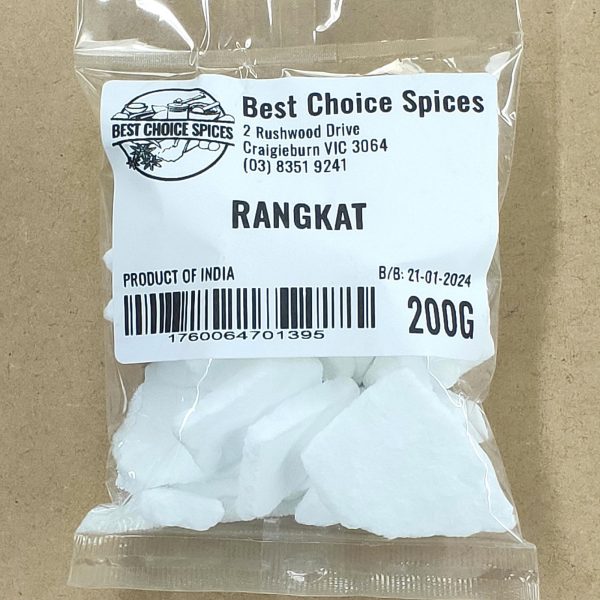 BEST CHOICE SPICES
Best Choice Spices
2 Rushwood Drive
Craigieburn VIC 3064
(03) 8351 9241
RANGKAT
PRODUCT OF INDIA
B/B: 21-01-2024
1760064701395
200G